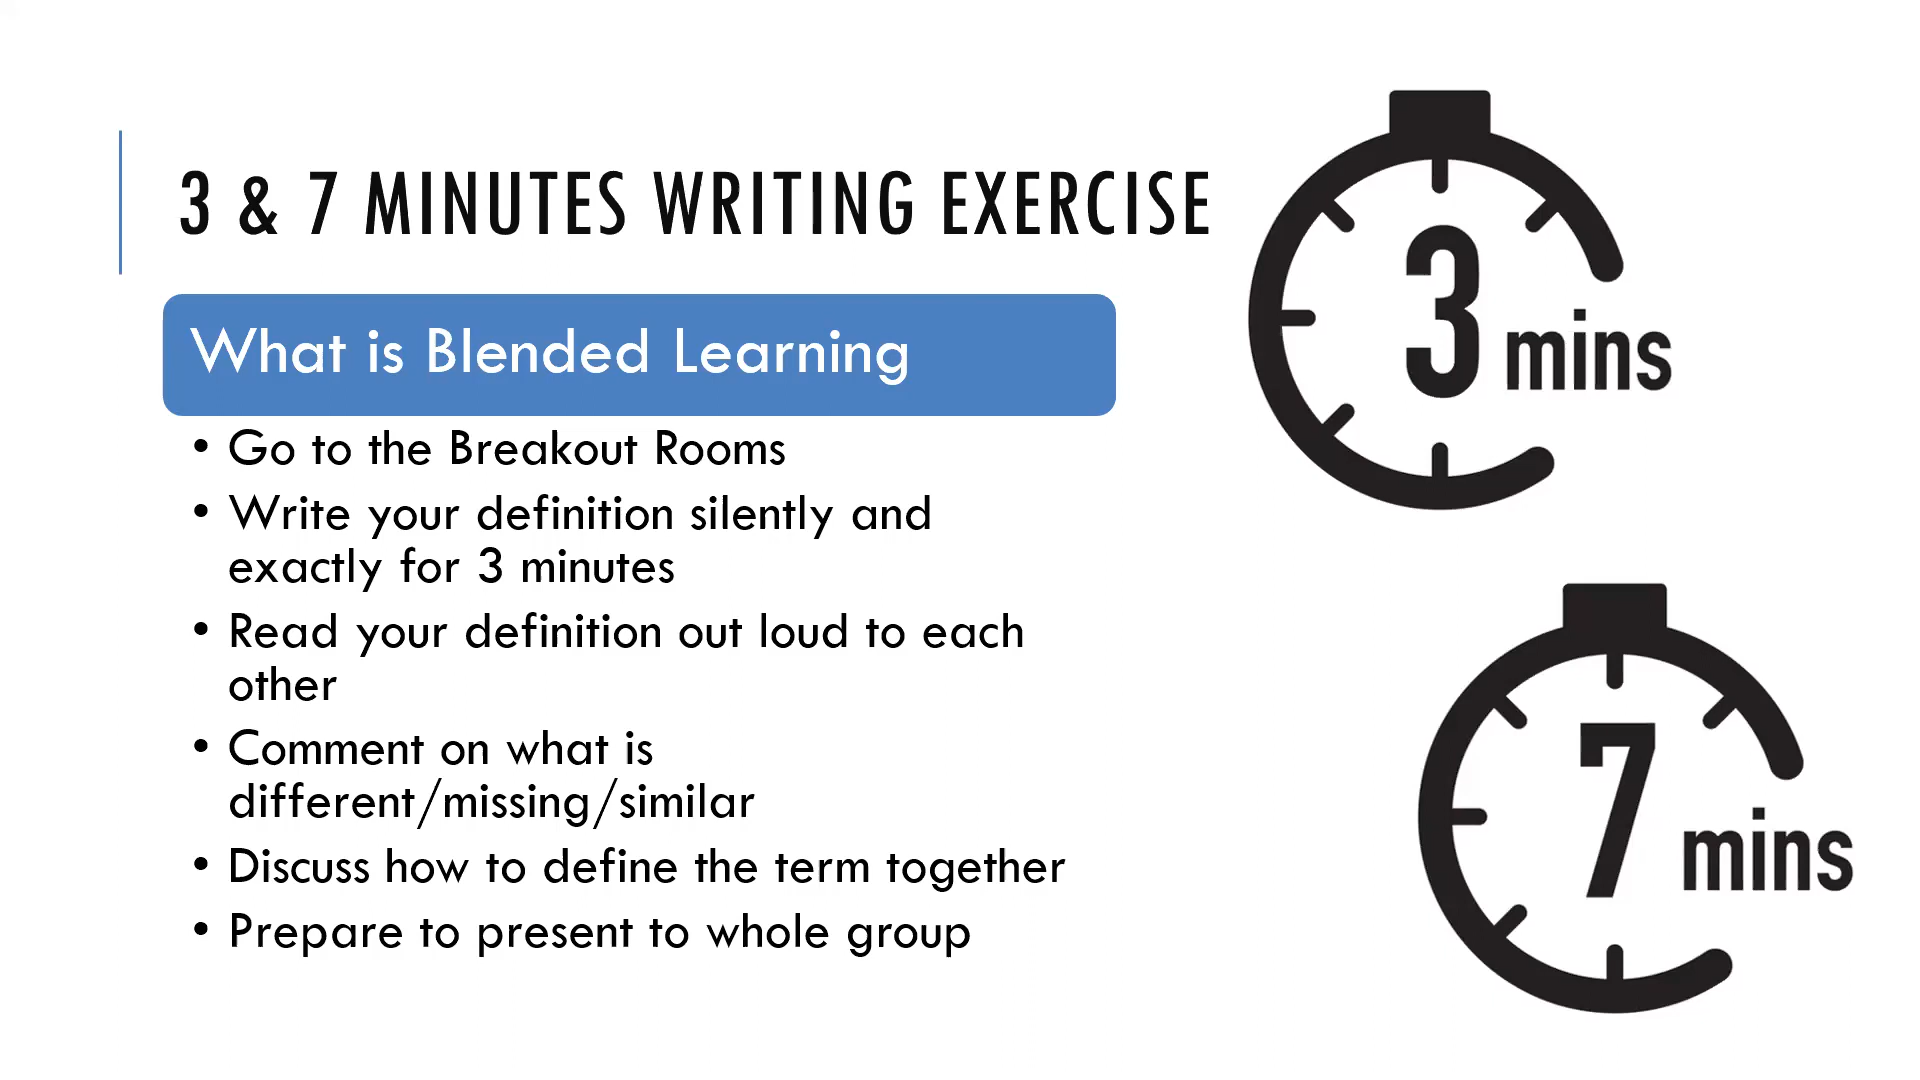 3 & 7 MINUTES WRITING EXERCISE
What is Blended Learning
• Go to the Breakout Rooms
• Write your definition silently and
exactly for 3 minutes
• Read your definition out loud to each
other
• Comment on what is
different/missing/similar
• Discuss how to define the term together
• Prepare to present to whole group
3 mins
7 mins